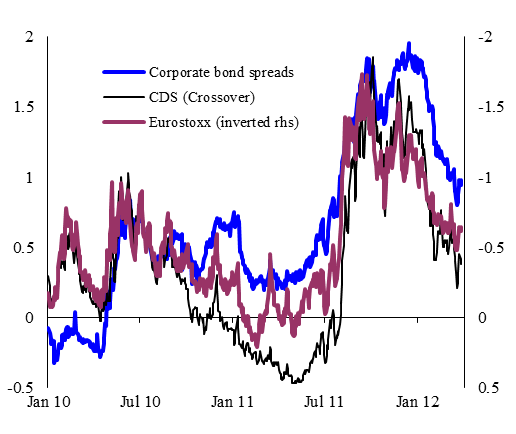 2
-2
Corporate bond spreads
CDS (Crossover)
Eurostoxx (inverted rhs)
1.5
-1.5
1
-1
0.5
-0.5
0
0
-0.5
0.5
Jan 10
Jul 10
Jan 11
Jul 11
Jan 12